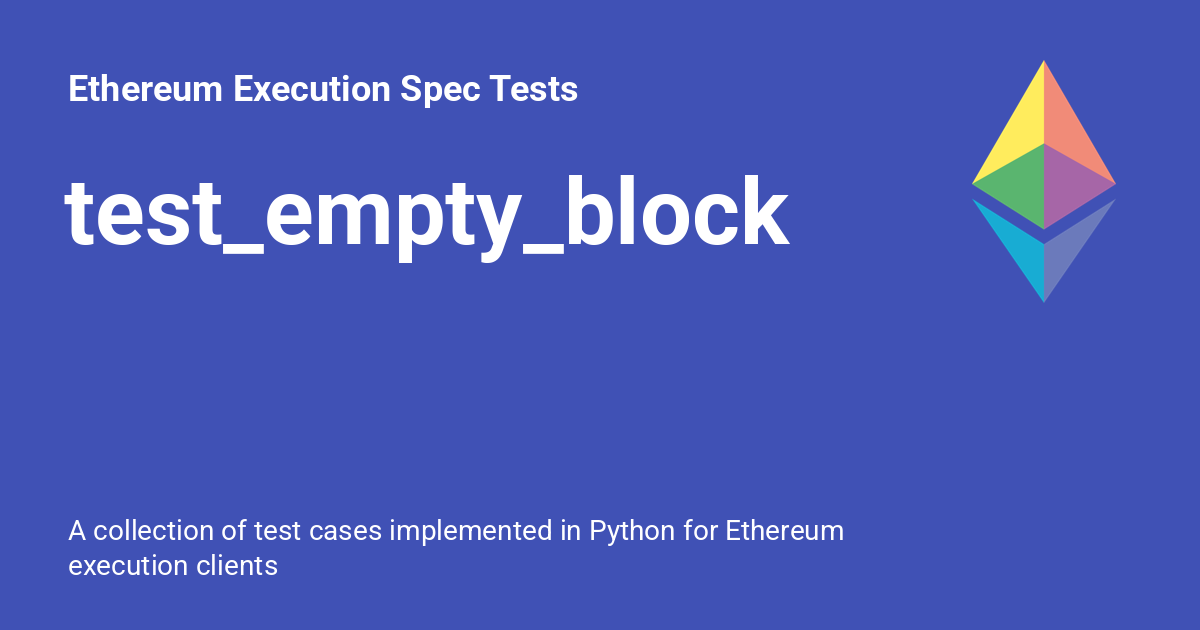 Ethereum Execution Spec Tests
test_empty_block
A collection of test cases implemented in Python for Ethereum
execution clients